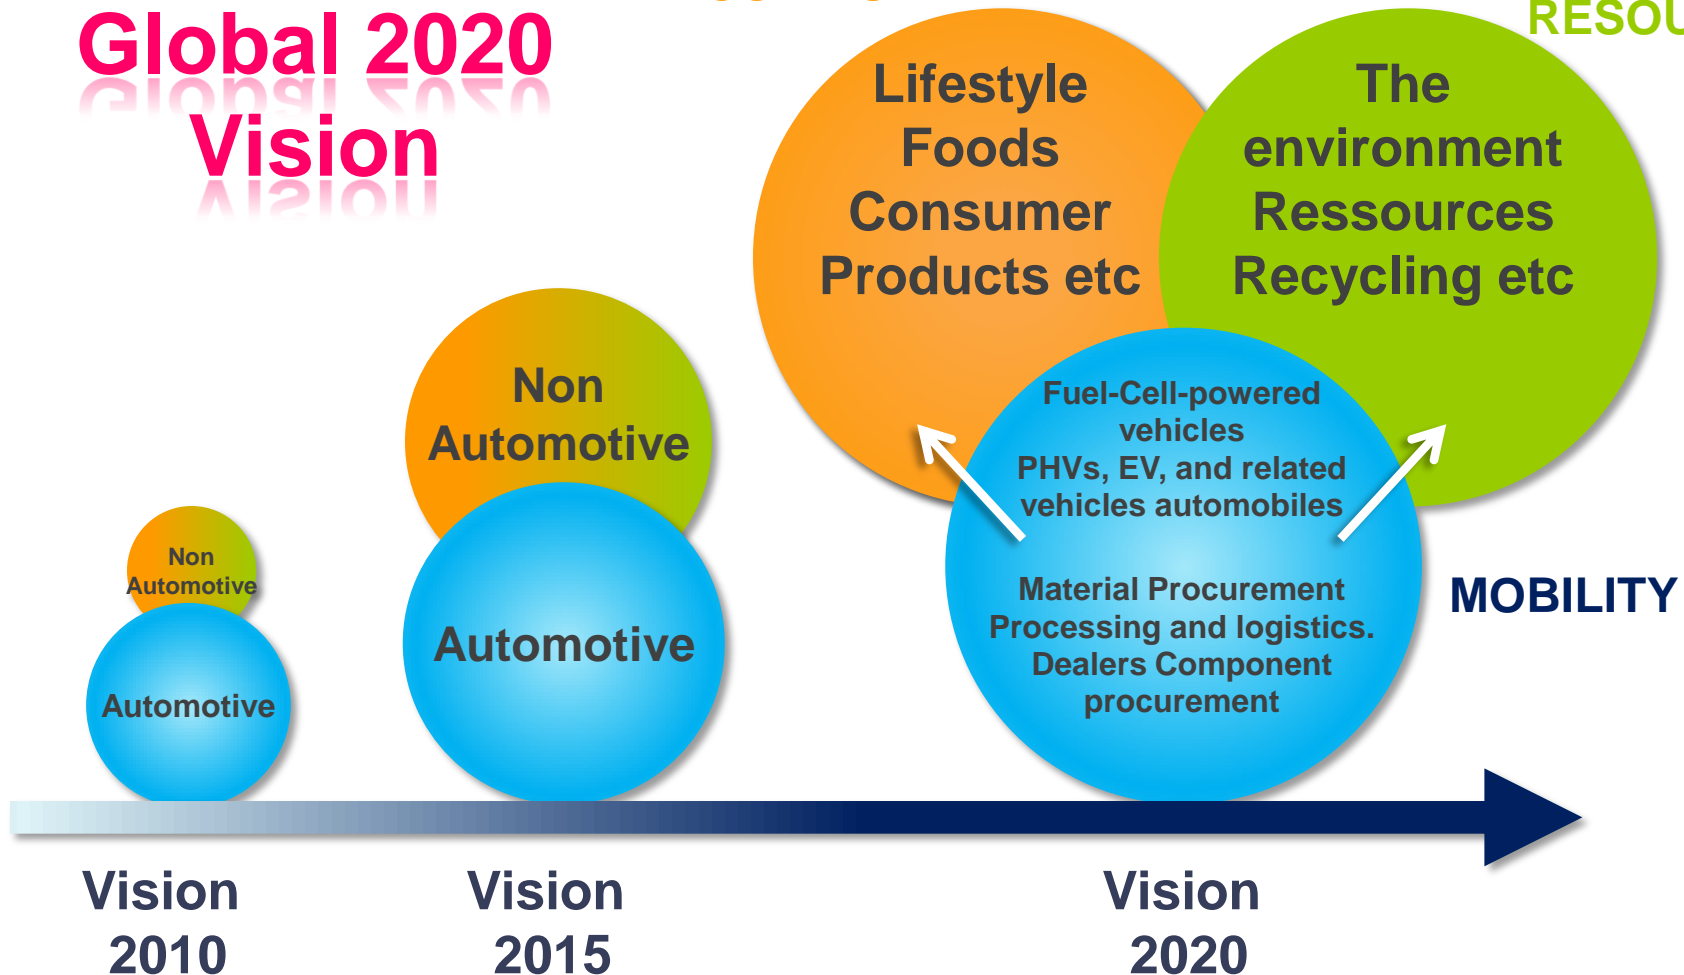 Global 2020
Vision
Lifestyle
Foods
Consumer
Products etc
The
environment
Ressources
Recycling etc
Non
Automotive
Automotive
Non
Automotive
Automotive
Fuel-Cell-powered
vehicles
PHVs, EV, and related
vehicles automobiles
Material Procurement
Processing and logistics.
Dealers Component
procurement
MOBILITY
Vision
2010
Vision
2015
Vision
2020